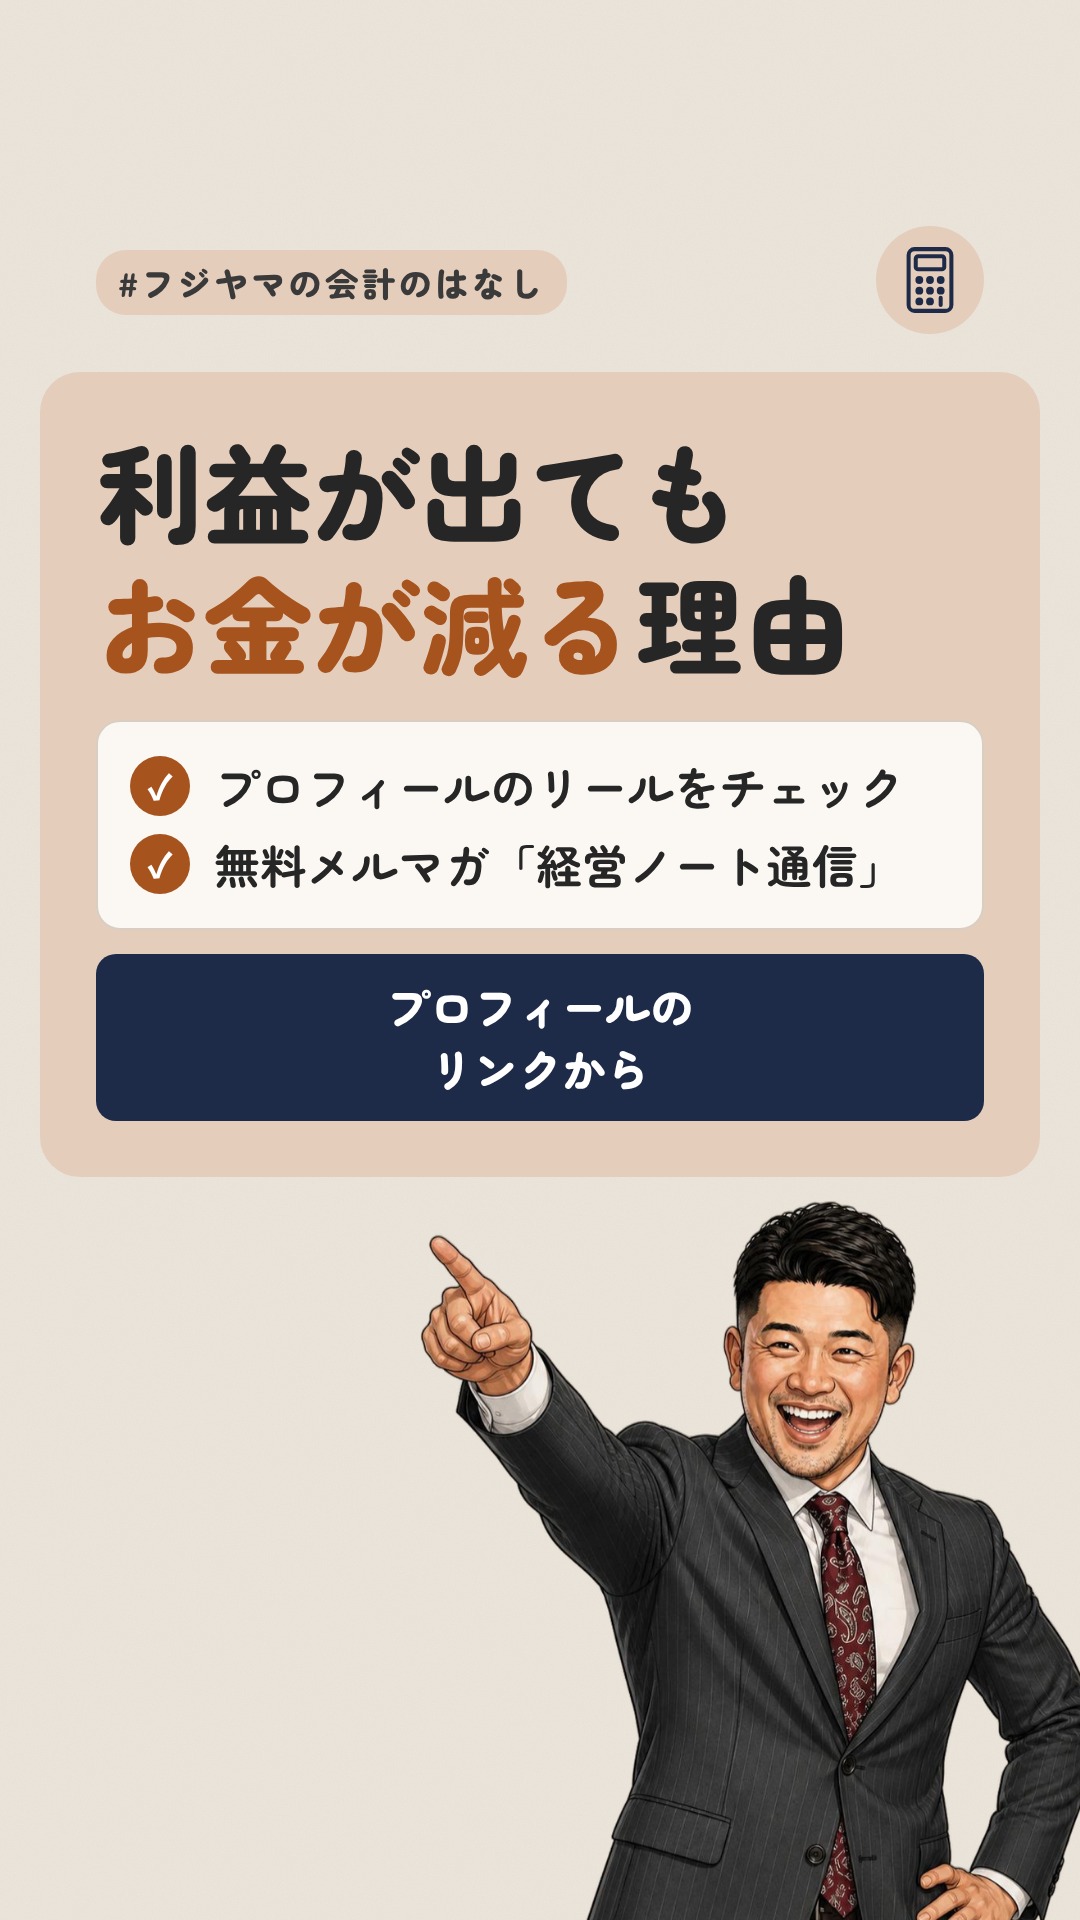 #フジヤマの会計のはなし
利益が出ても
お金が減る理由
プロフィールのリールをチェック
無料メルマガ「経営ノート通信」
プロフィールの
リンクから